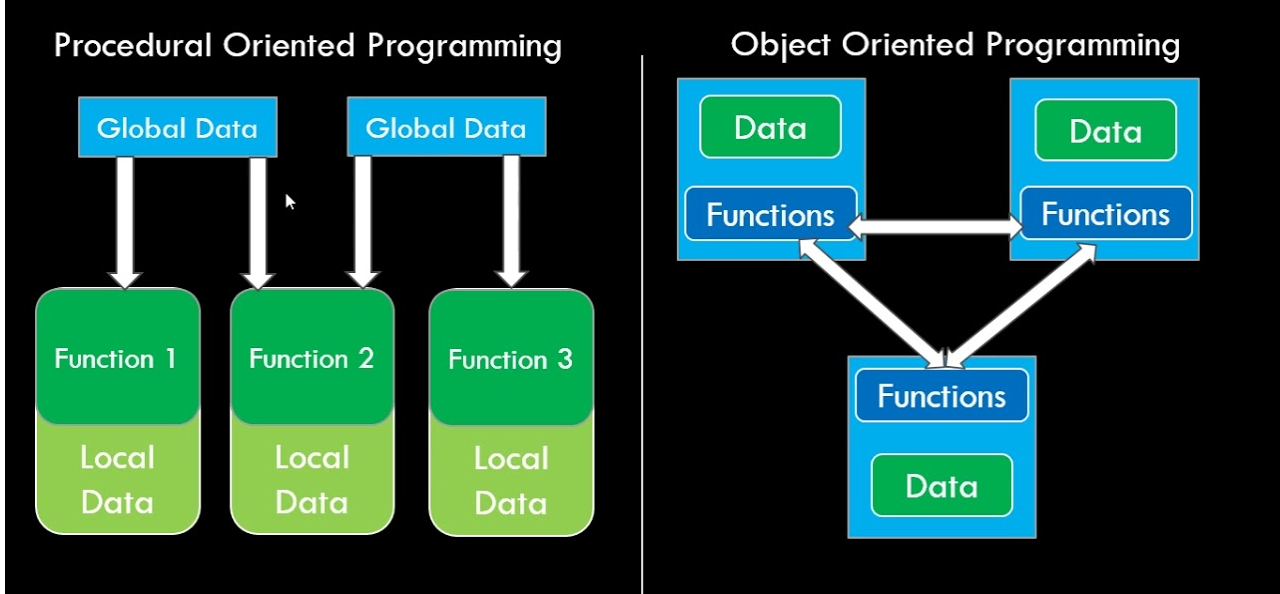 Procedural Oriented Programming
Global Data
Global Data
Function 1
Function 2
Function 3
Local
Data
Local
Data
Local
Data
Object Oriented Programming
Data
Functions
Data
Functions
Functions
Data